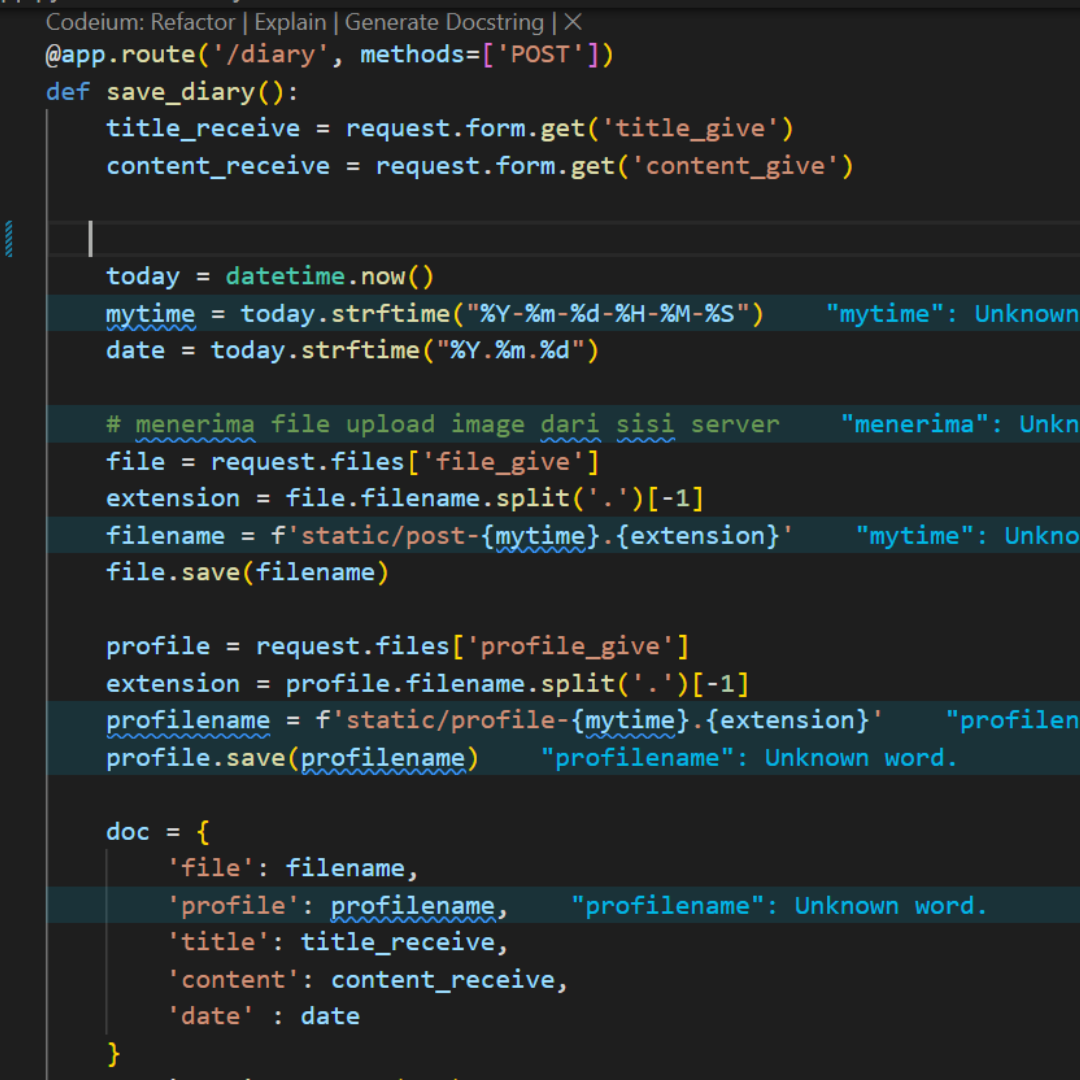 Codeium: Refactor | Explain | Generate Docstring | ✕
@app.route('/diary', methods=['POST'])
def save_diary():
    title_receive = request.form.get('title_give')
    content_receive = request.form.get('content_give')
    today = datetime.now()
    mytime = today.strftime("%Y-%m-%d-%H-%M-%S")    "mytime": Unknown
    date = today.strftime("%Y.%m.%d")
    # menerima file upload image dari sisi server    "menerima": Unkn
    file = request.files['file_give']
    extension = file.filename.split('.')[-1]
    filename = f'static/post-{mytime}.{extension}'    "mytime": Unkno
    file.save(filename)
    profile = request.files['profile_give']
    extension = profile.filename.split('.')[-1]
    profilename = f'static/profile-{mytime}.{extension}'    "profilen
    profile.save(profilename)    "profilename": Unknown word.
    doc = {
        'file': filename,
        'profile': profilename,    "profilename": Unknown word.
        'title': title_receive,
        'content': content_receive,
        'date' : date
    }